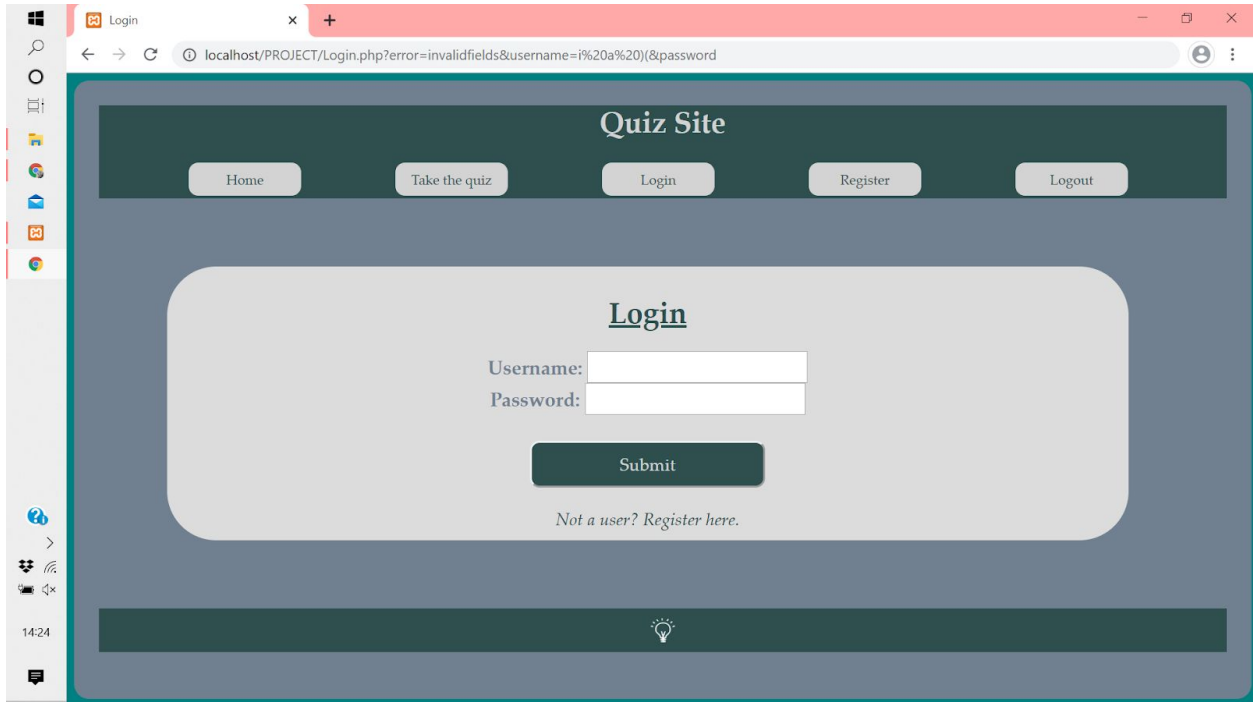 Login
localhost/PROJECT/Login.php?error=invalidfields&username=i%20a%20)(&password
Quiz Site
Home Take the quiz Login Register Logout
Login
Username:
Password:
Submit
Not a user? Register here.
14:24